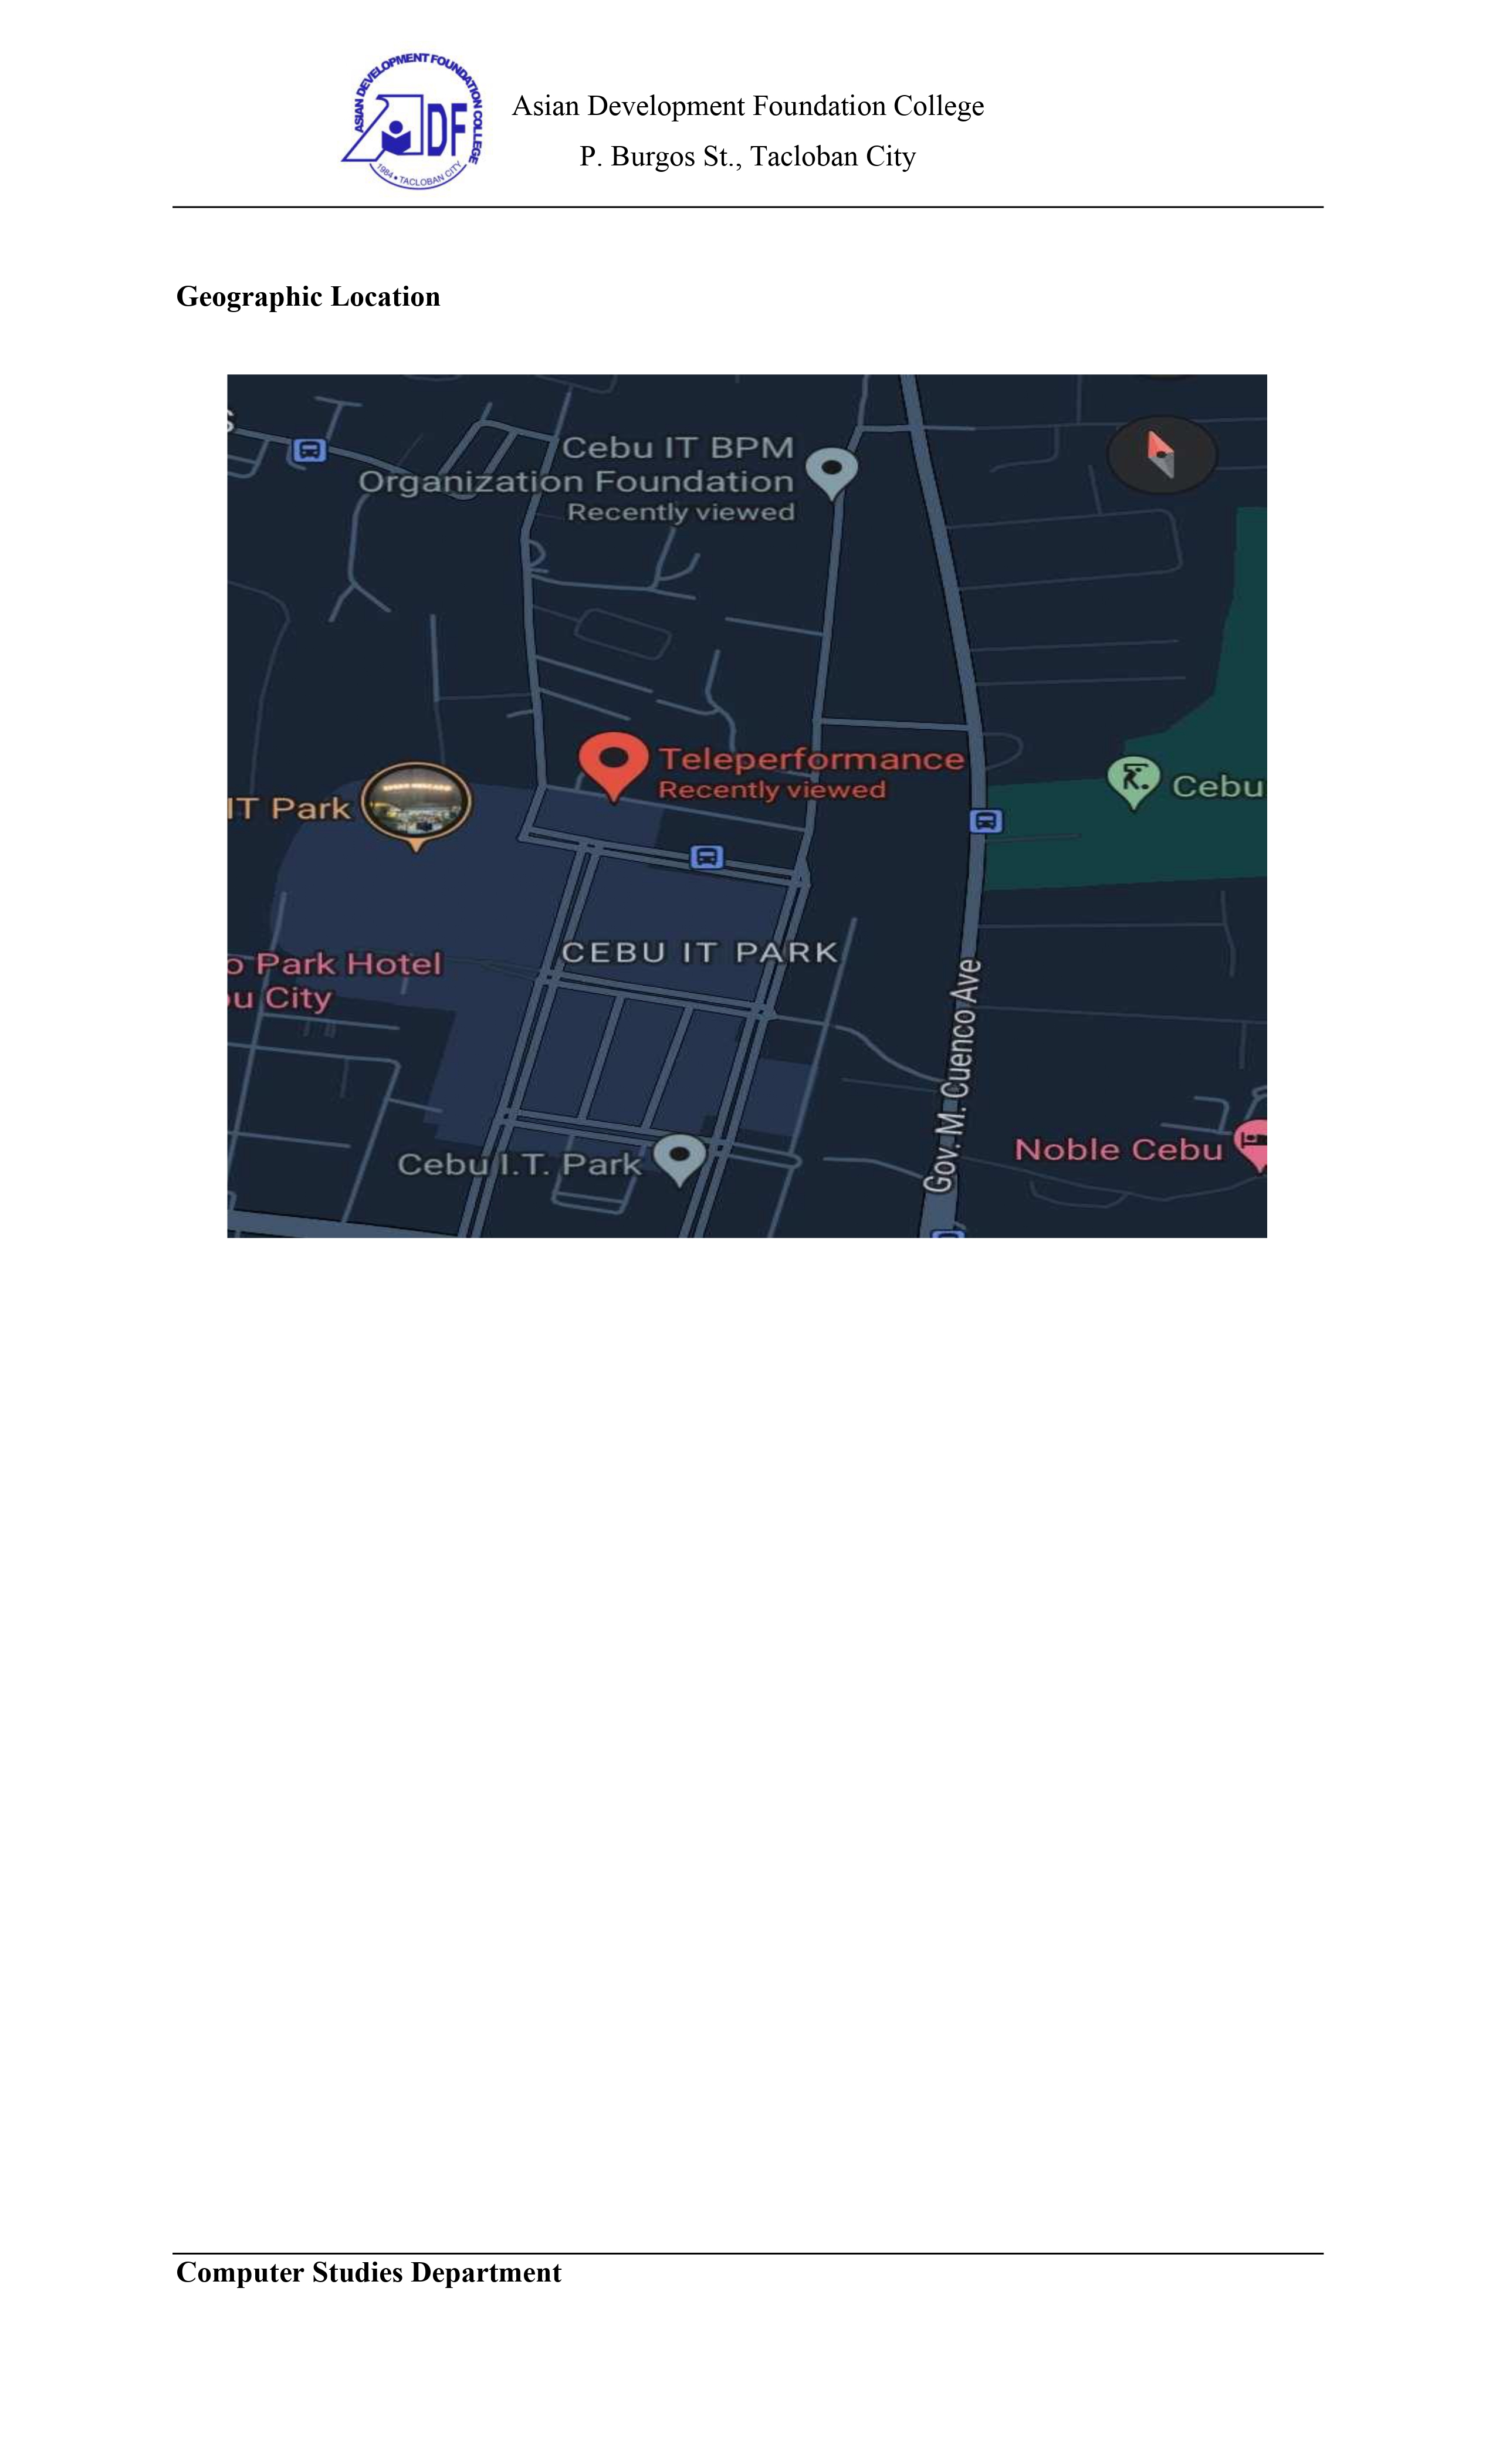 ASIAN DEVELOPMENT FOUNDATION COLLEGE
ADF
1984 • TACLOBAN CITY
Asian Development Foundation College
P. Burgos St., Tacloban City
Geographic Location
Cebu IT BPM
Organization Foundation
Recently viewed
Teleperformance
Recently viewed
IT Park
Cebu
CEBU IT PARK
o Park Hotel
u City
Gov. M. Cuenco Ave
Noble Cebu
Cebu I.T. Park
Computer Studies Department